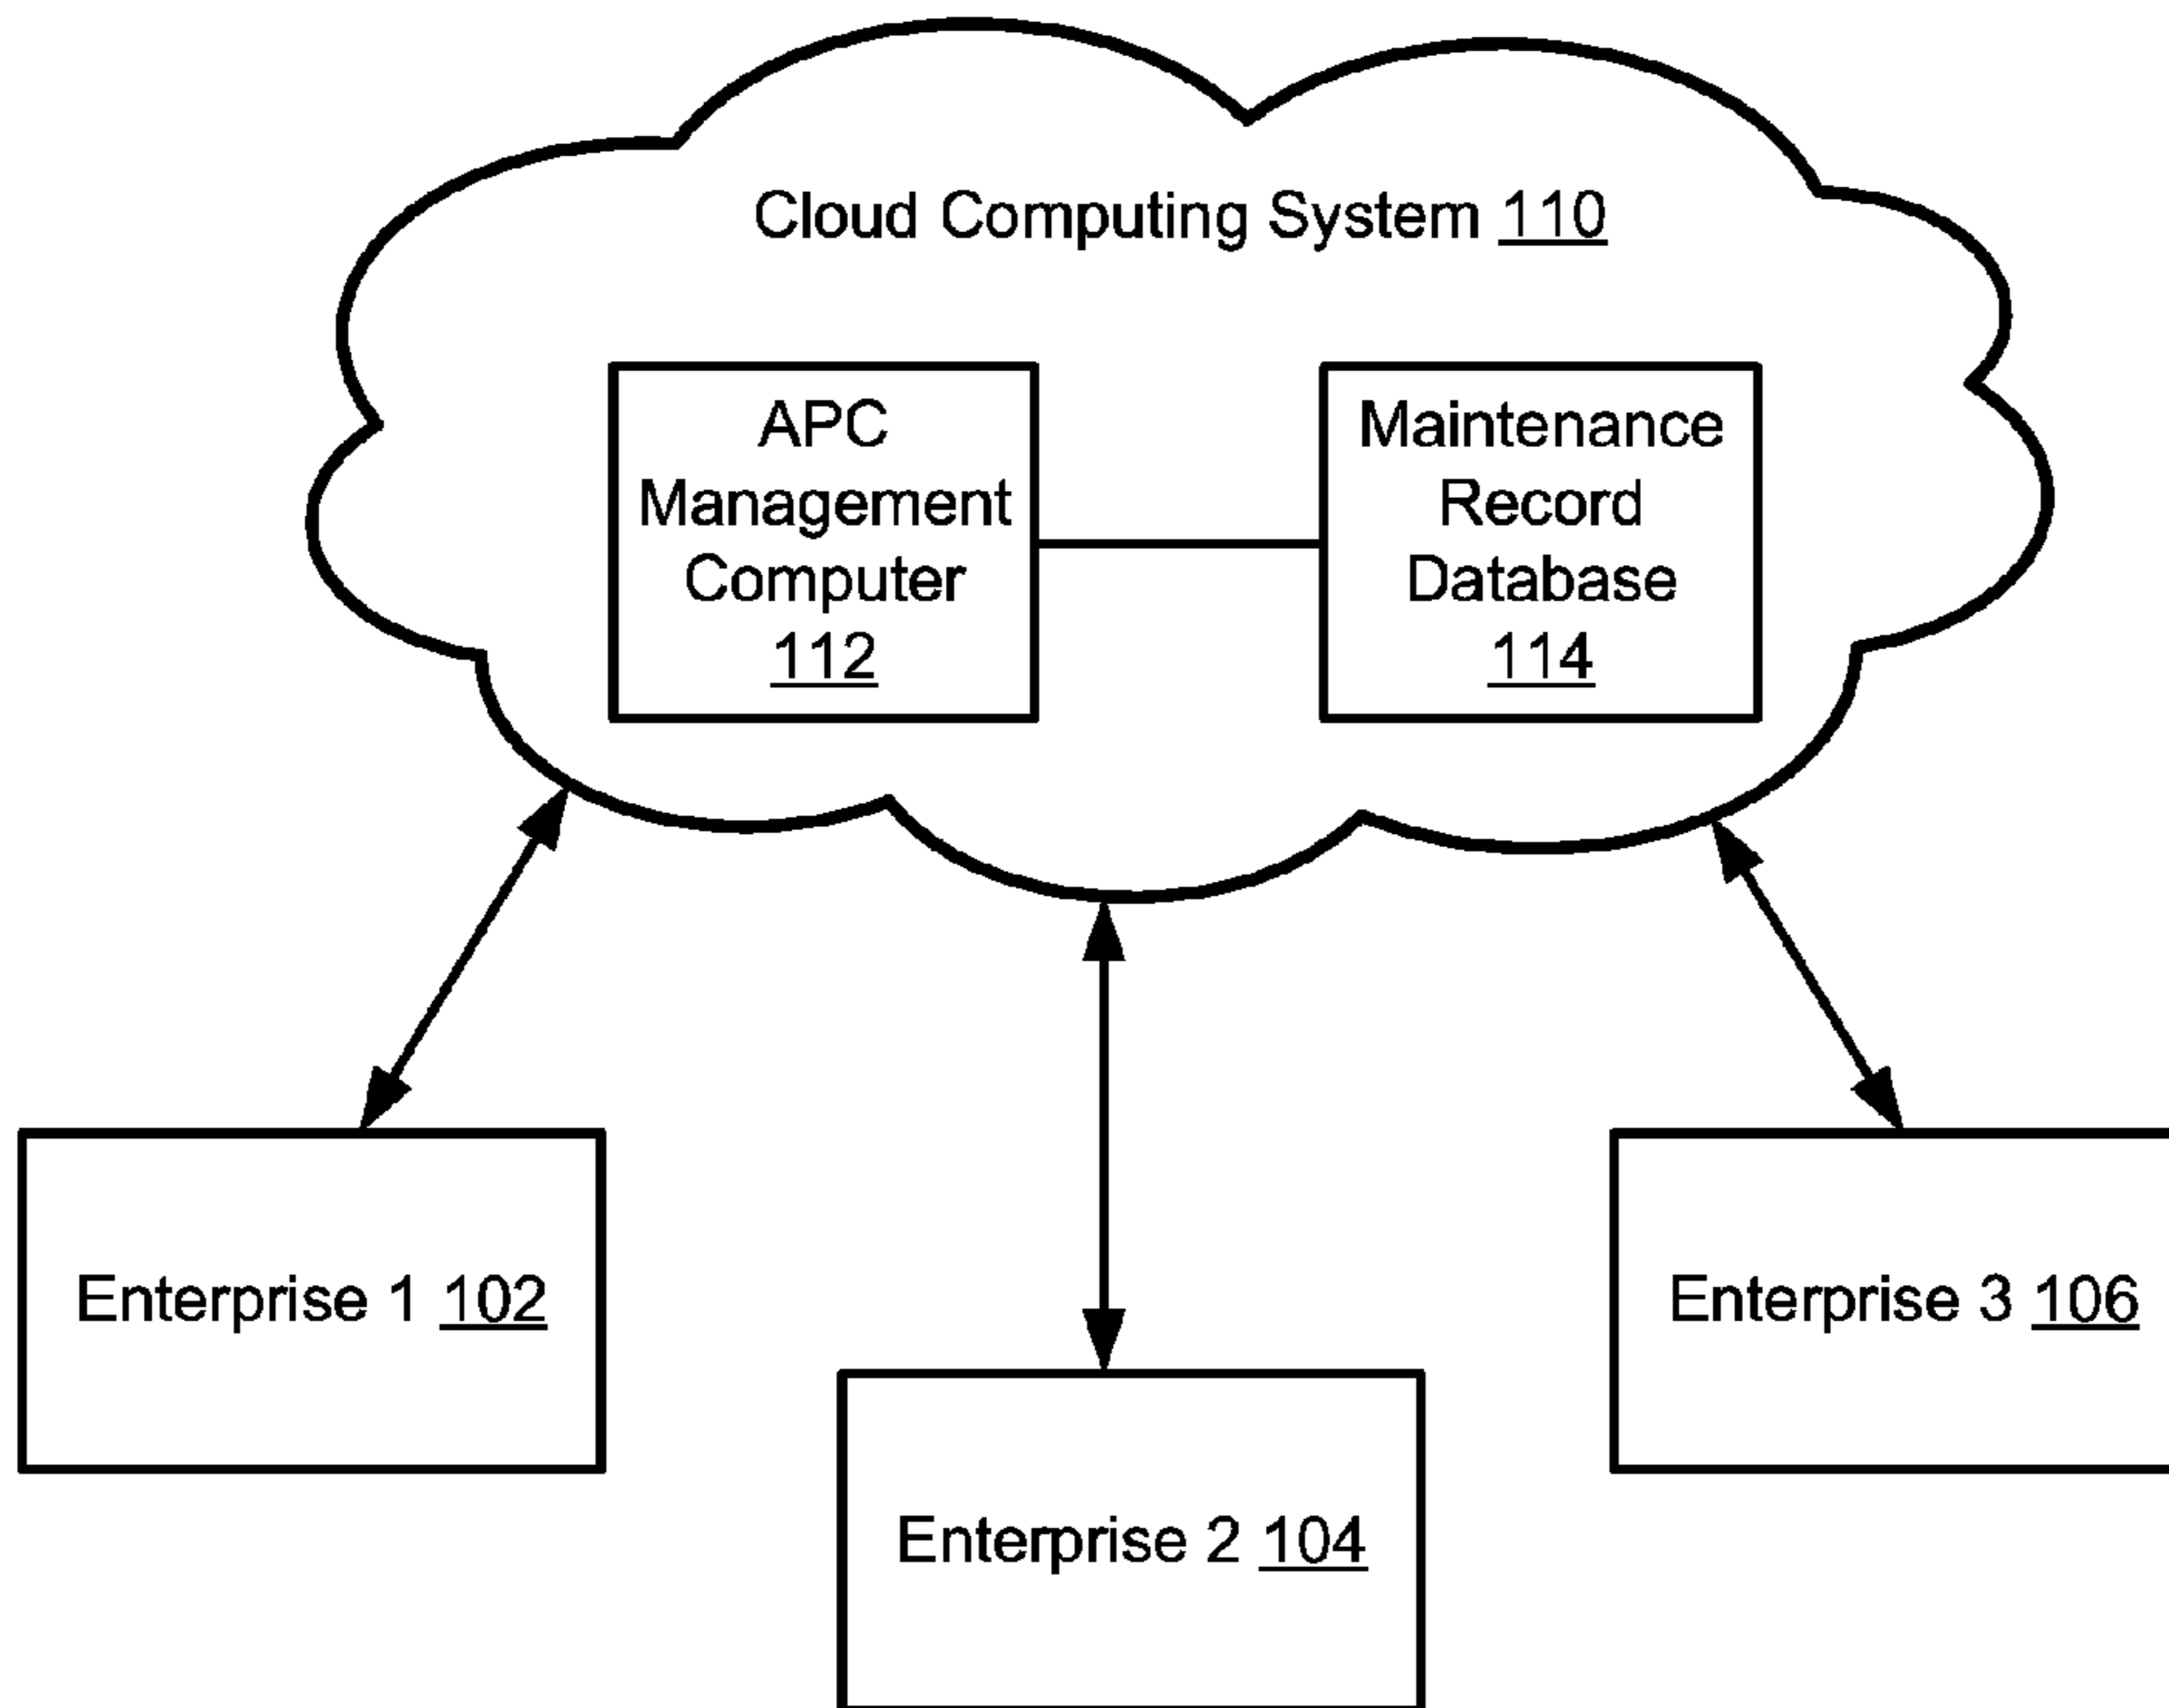 Cloud Computing System 110
APC
Management
Computer
112
Maintenance
Record
Database
114
Enterprise 1 102
Enterprise 2 104
Enterprise 3 106